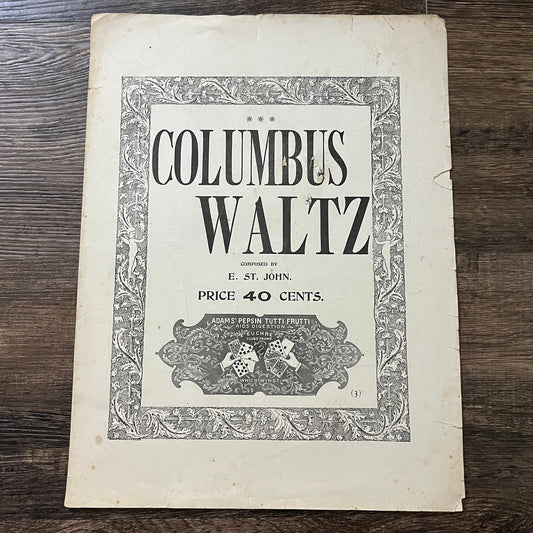 * * *
COLUMBUS
WALTZ
COMPOSED BY
E. ST. JOHN.
PRICE 40 CENTS.
ADAMS' PEPSIN TUTTI FRUTTI
AIDS DIGESTION
EUCHRE
WHICH WINS?
(3)